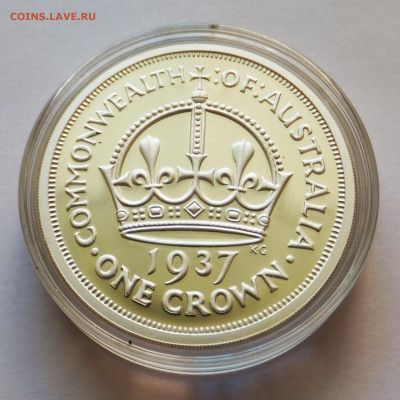 COINS.LAVE.RU
COMMONWEALTH·OF·AUSTRALIA
1937
KG
·ONE CROWN·